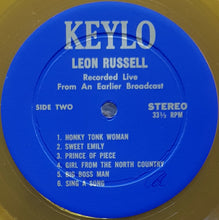 KEYLO
LEON RUSSELL
Recorded Live
From An Earlier Broadcast
SIDE TWO
STEREO
33⅓ RPM
1. HONKY TONK WOMAN
2. SWEET EMILY
3. PRINCE OF PIECE
4. GIRL FROM THE NORTH COUNTRY
5. BIG BOSS MAN
6. SING A SONG